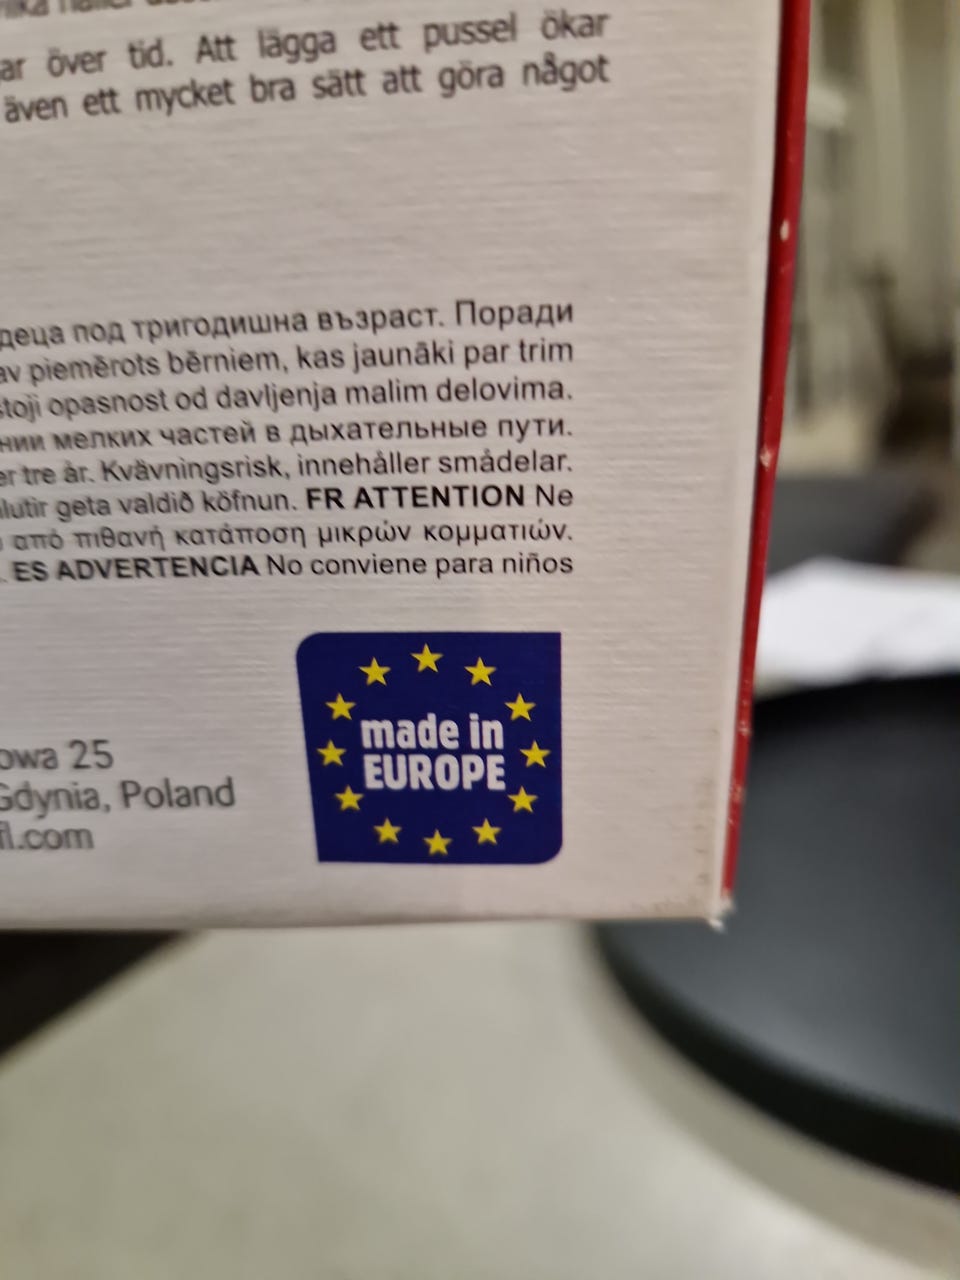 över tid. Att lägga ett pussel ökar
även ett mycket bra sätt att göra något
деца под тригодишна възраст. Поради
piemērots bērniem, kas jaunāki par trim
opasnost od davljenja malim delovima.
мелких частей в дыхательные пути.
tre år. Kvävningsrisk, innehåller smådelar.
geta valdið köfnun. FR ATTENTION Ne
από πιθανή κατάποση μικρών κομματιών.
ES ADVERTENCIA No conviene para niños
made in
EUROPE
25
Gdynia, Poland